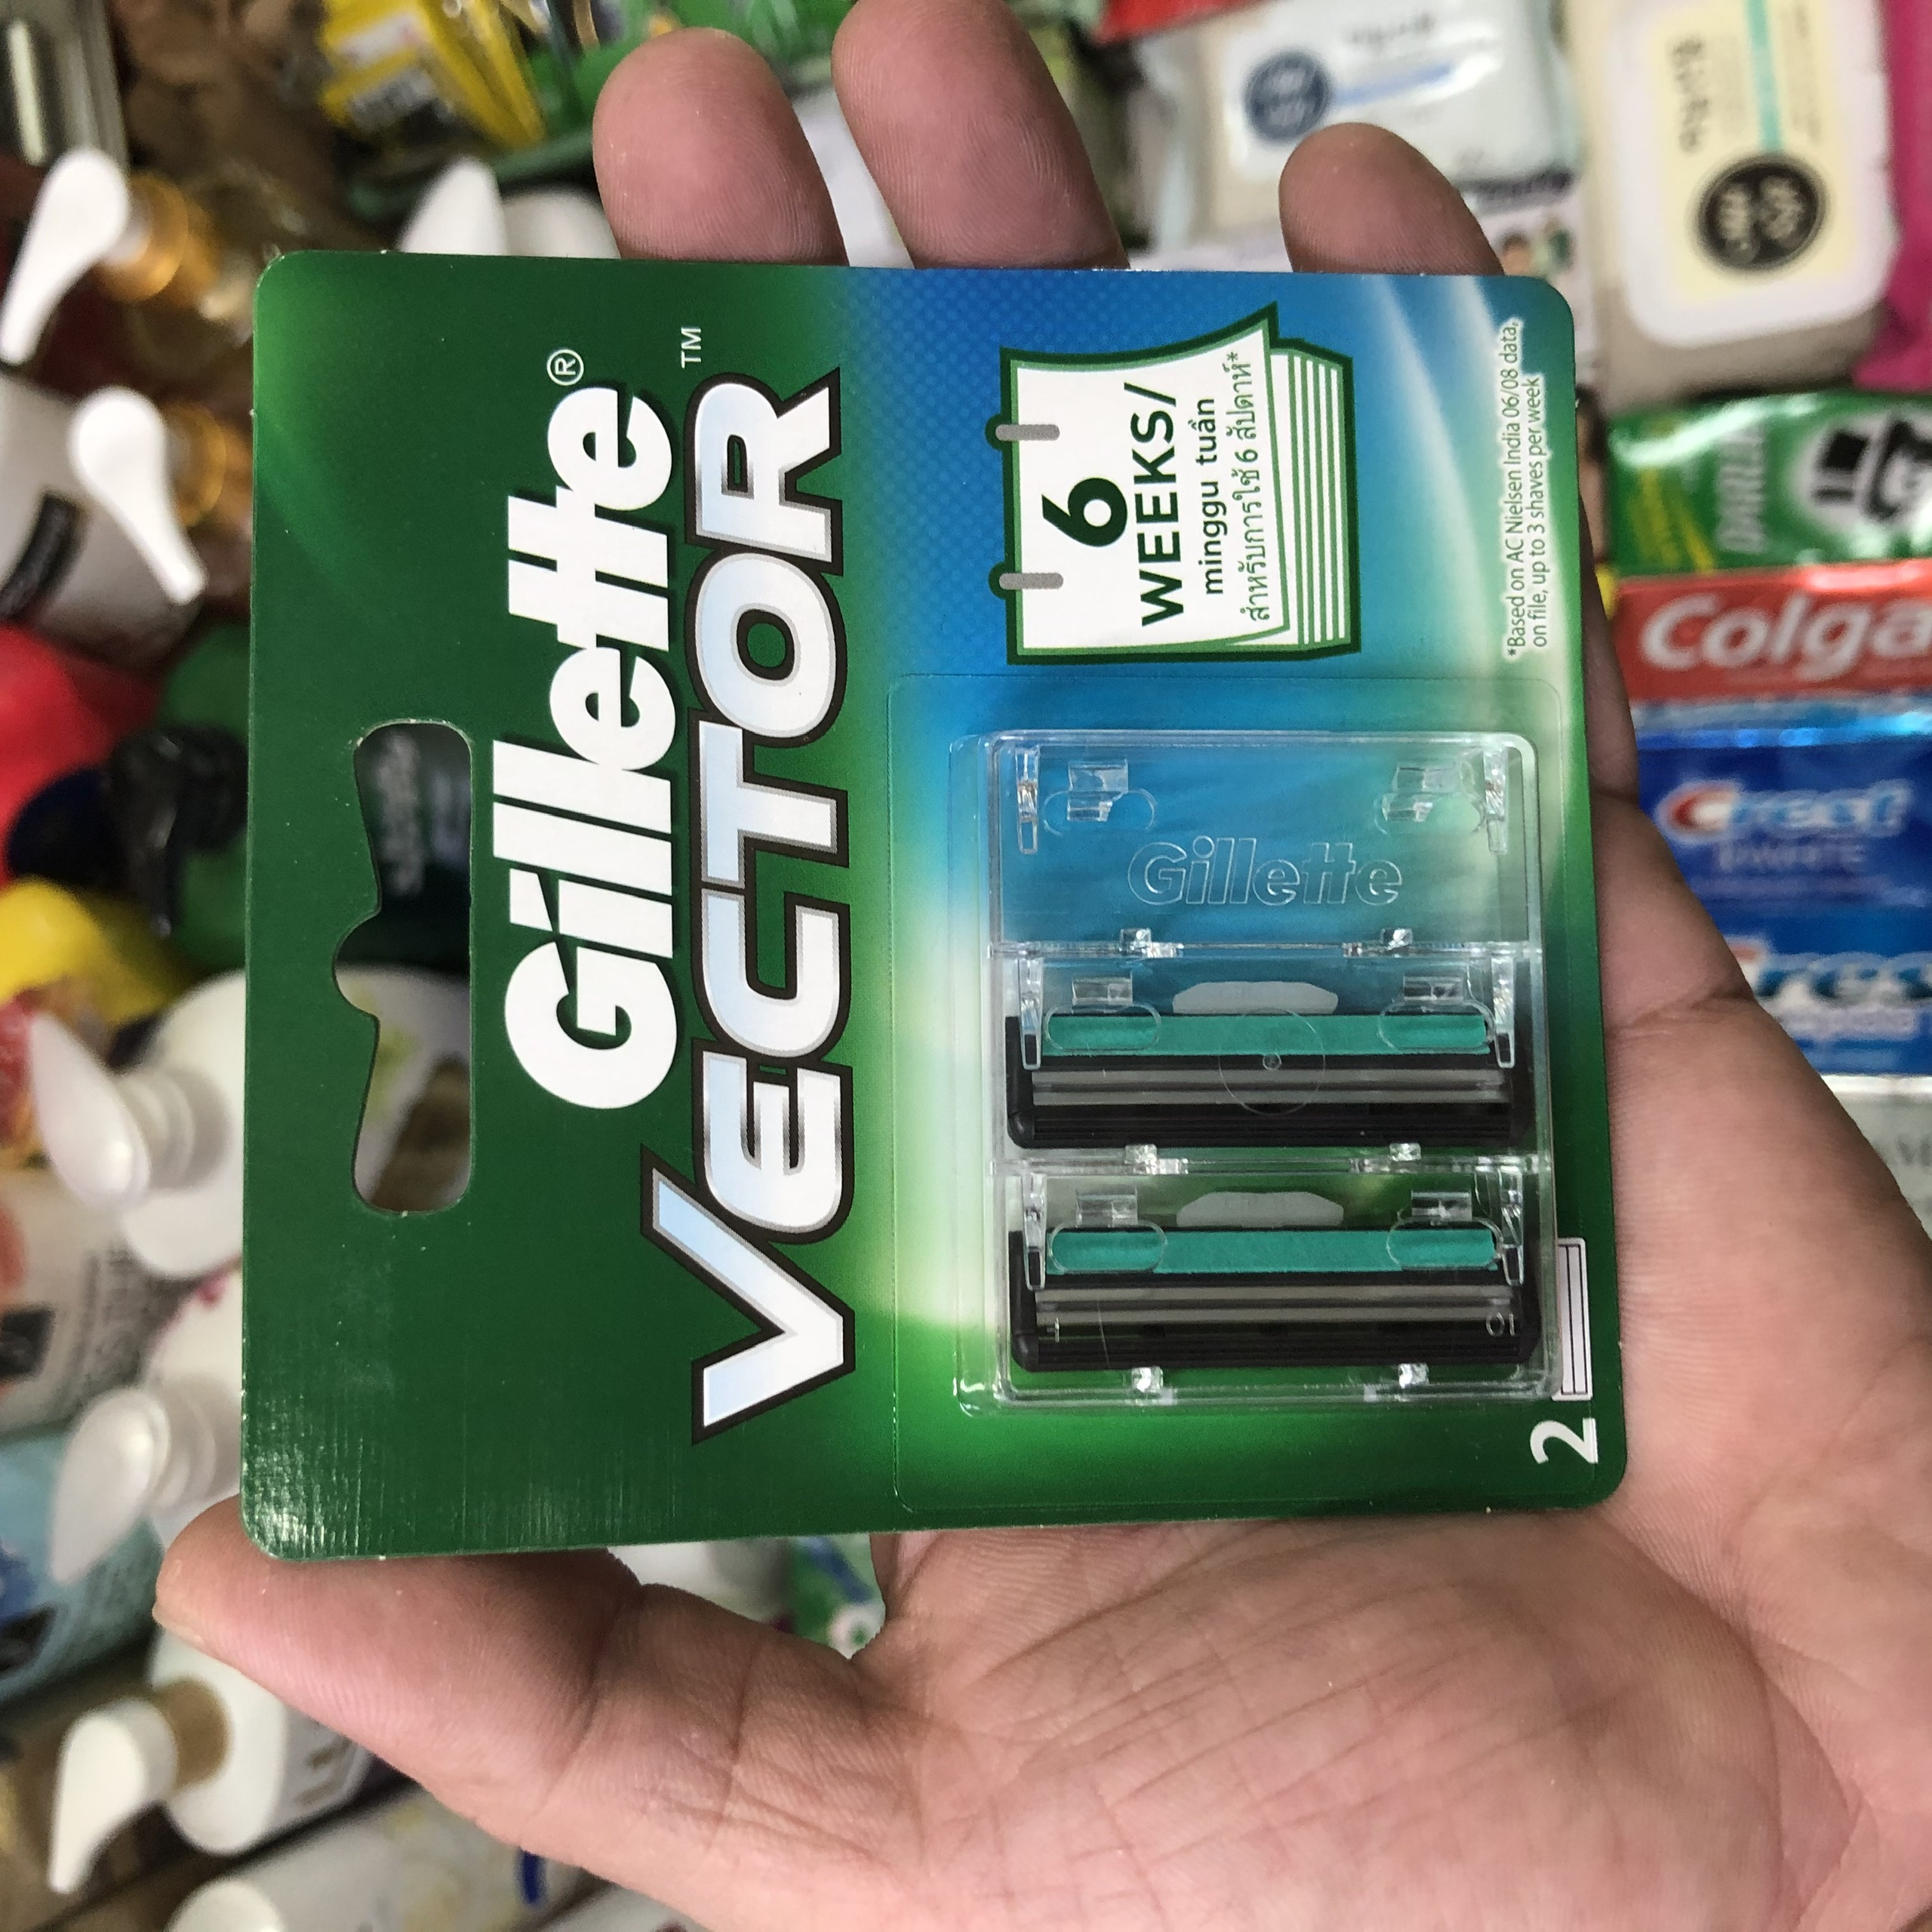 Gillette®
VECTOR™
6
WEEKS/
minggu tuần
สำหรับการใช้ 6 สัปดาห์*
*Based on AC Nielsen India 06/08 data,
on file, up to 3 shaves per week
Gillette
2
DARLIE
Colga
Crest